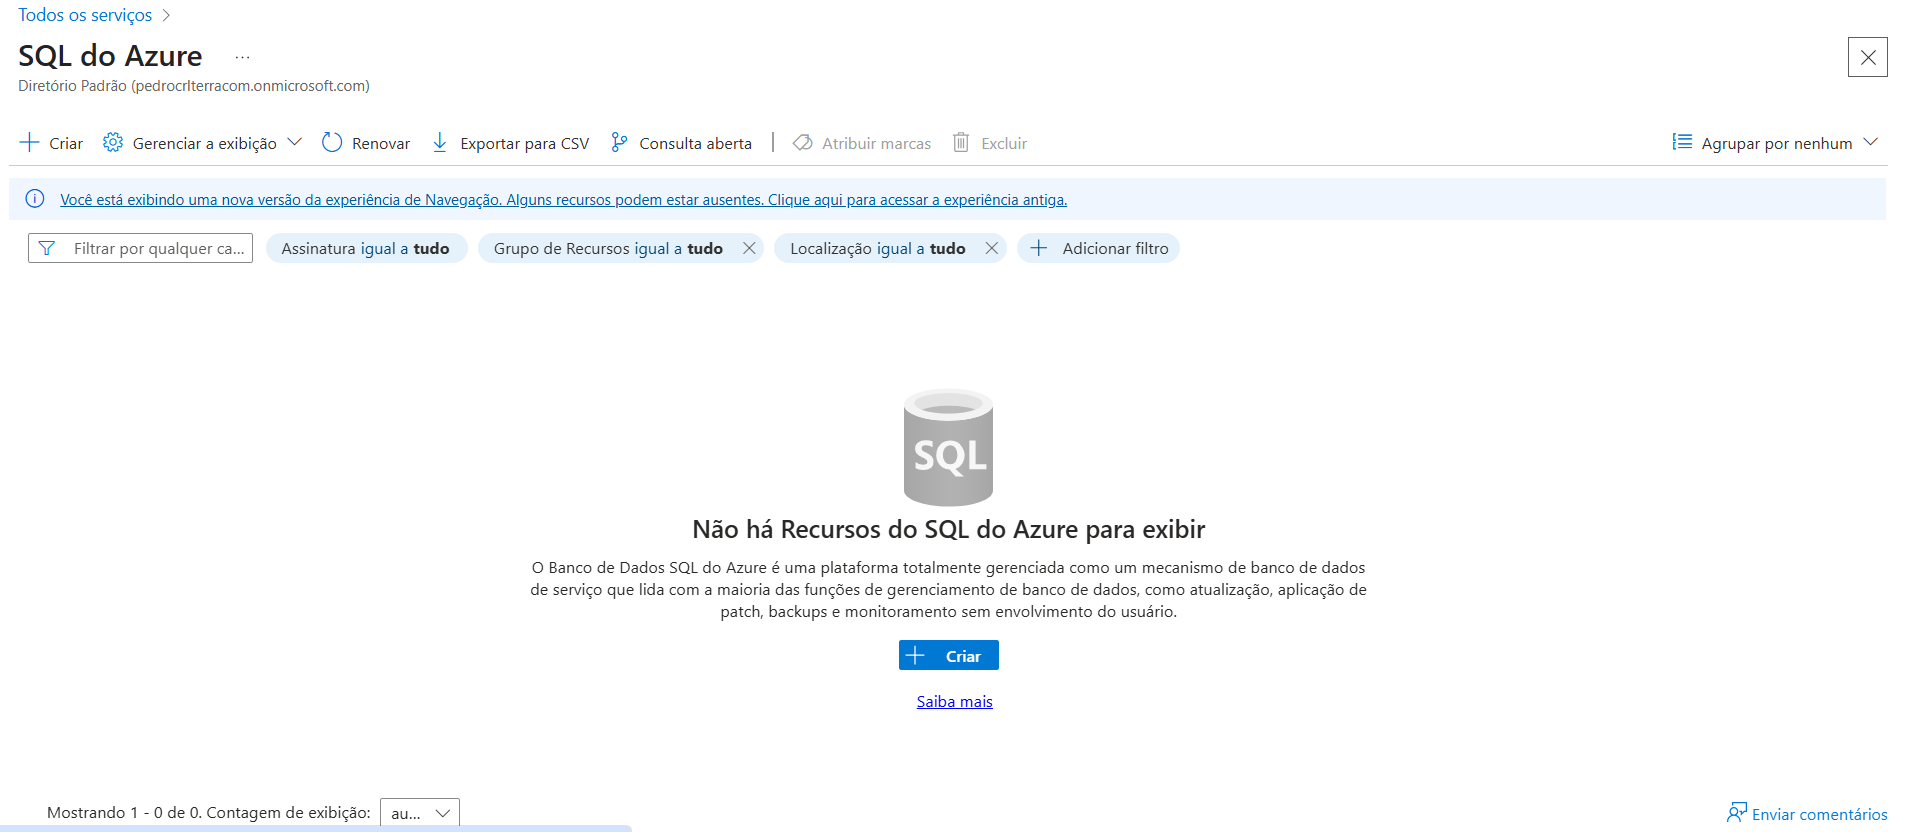 Todos os serviços
SQL do Azure ...
Diretório Padrão (pedrocrlterracom.onmicrosoft.com)
Criar Gerenciar a exibição Renovar Exportar para CSV Consulta aberta Atribuir marcas Excluir Agrupar por nenhum
Você está exibindo uma nova versão da experiência de Navegação. Alguns recursos podem estar ausentes. Clique aqui para acessar a experiência antiga.
Filtrar por qualquer ca... Assinatura igual a tudo Grupo de Recursos igual a tudo Localização igual a tudo Adicionar filtro
SQL
Não há Recursos do SQL do Azure para exibir
O Banco de Dados SQL do Azure é uma plataforma totalmente gerenciada como um mecanismo de banco de dados
de serviço que lida com a maioria das funções de gerenciamento de banco de dados, como atualização, aplicação de
patch, backups e monitoramento sem envolvimento do usuário.
Criar
Saiba mais
Mostrando 1 - 0 de 0. Contagem de exibição: au... Enviar comentários